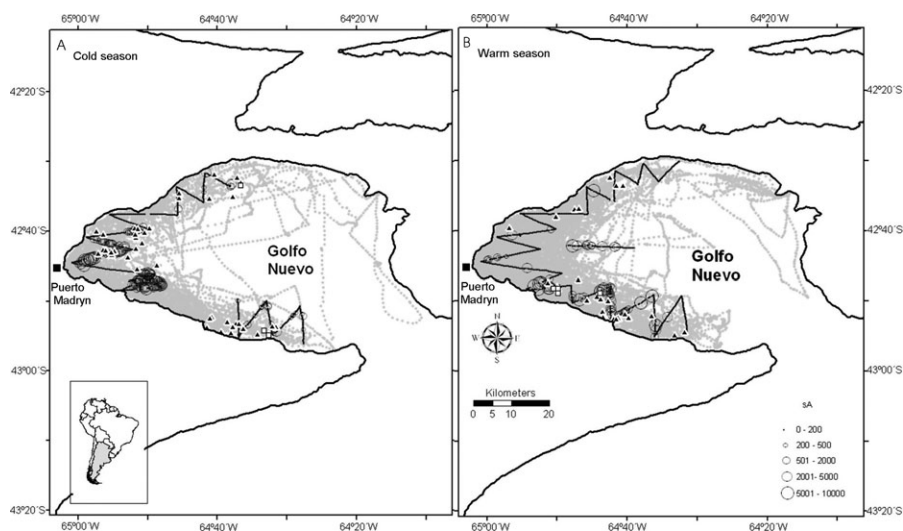 65°00'W 64°40'W 64°20'W 65°00'W 64°40'W 64°20'W
A
Cold season
B
Warm season
42°20'S
42°20'S
42°40'S
42°40'S
Golfo
Nuevo
Golfo
Nuevo
Puerto
Madryn
Puerto
Madryn
N
W E
S
43°00'S
43°00'S
Kilometers
0 5 10 20
sA
0 - 200
200 - 500
501 - 2000
2001- 5000
5001 - 10000
43°20'S
43°20'S
65°00'W 64°40'W 64°20'W 65°00'W 64°40'W 64°20'W